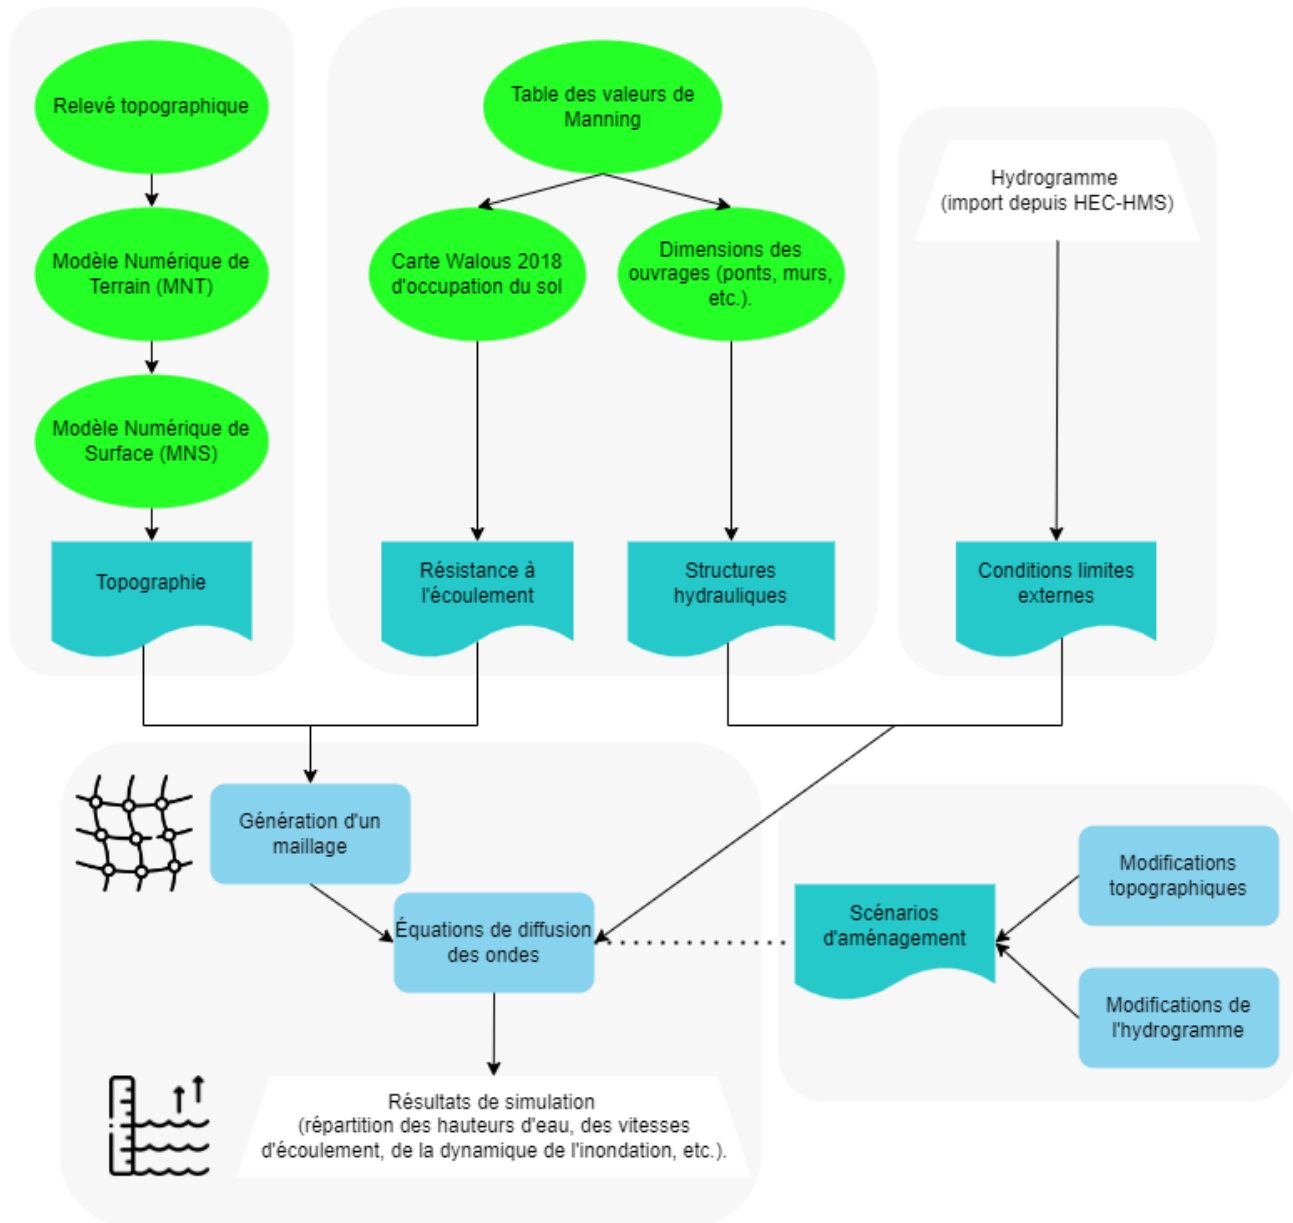 Relevé topographique
Table des valeurs de
Manning
Hydrogramme
(import depuis HEC-HMS)
Modèle Numérique de
Terrain (MNT)
Carte Walous 2018
d'occupation du sol
Dimensions des
ouvrages (ponts, murs,
etc.).
Modèle Numérique de
Surface (MNS)
Topographie
Résistance à
l'écoulement
Structures
hydrauliques
Conditions limites
externes
Génération d'un
maillage
Équations de diffusion
des ondes
Scénarios
d'aménagement
Modifications
topographiques
Modifications de
l'hydrogramme
Résultats de simulation
(répartition des hauteurs d'eau, des vitesses
d'écoulement, de la dynamique de l'inondation, etc.).